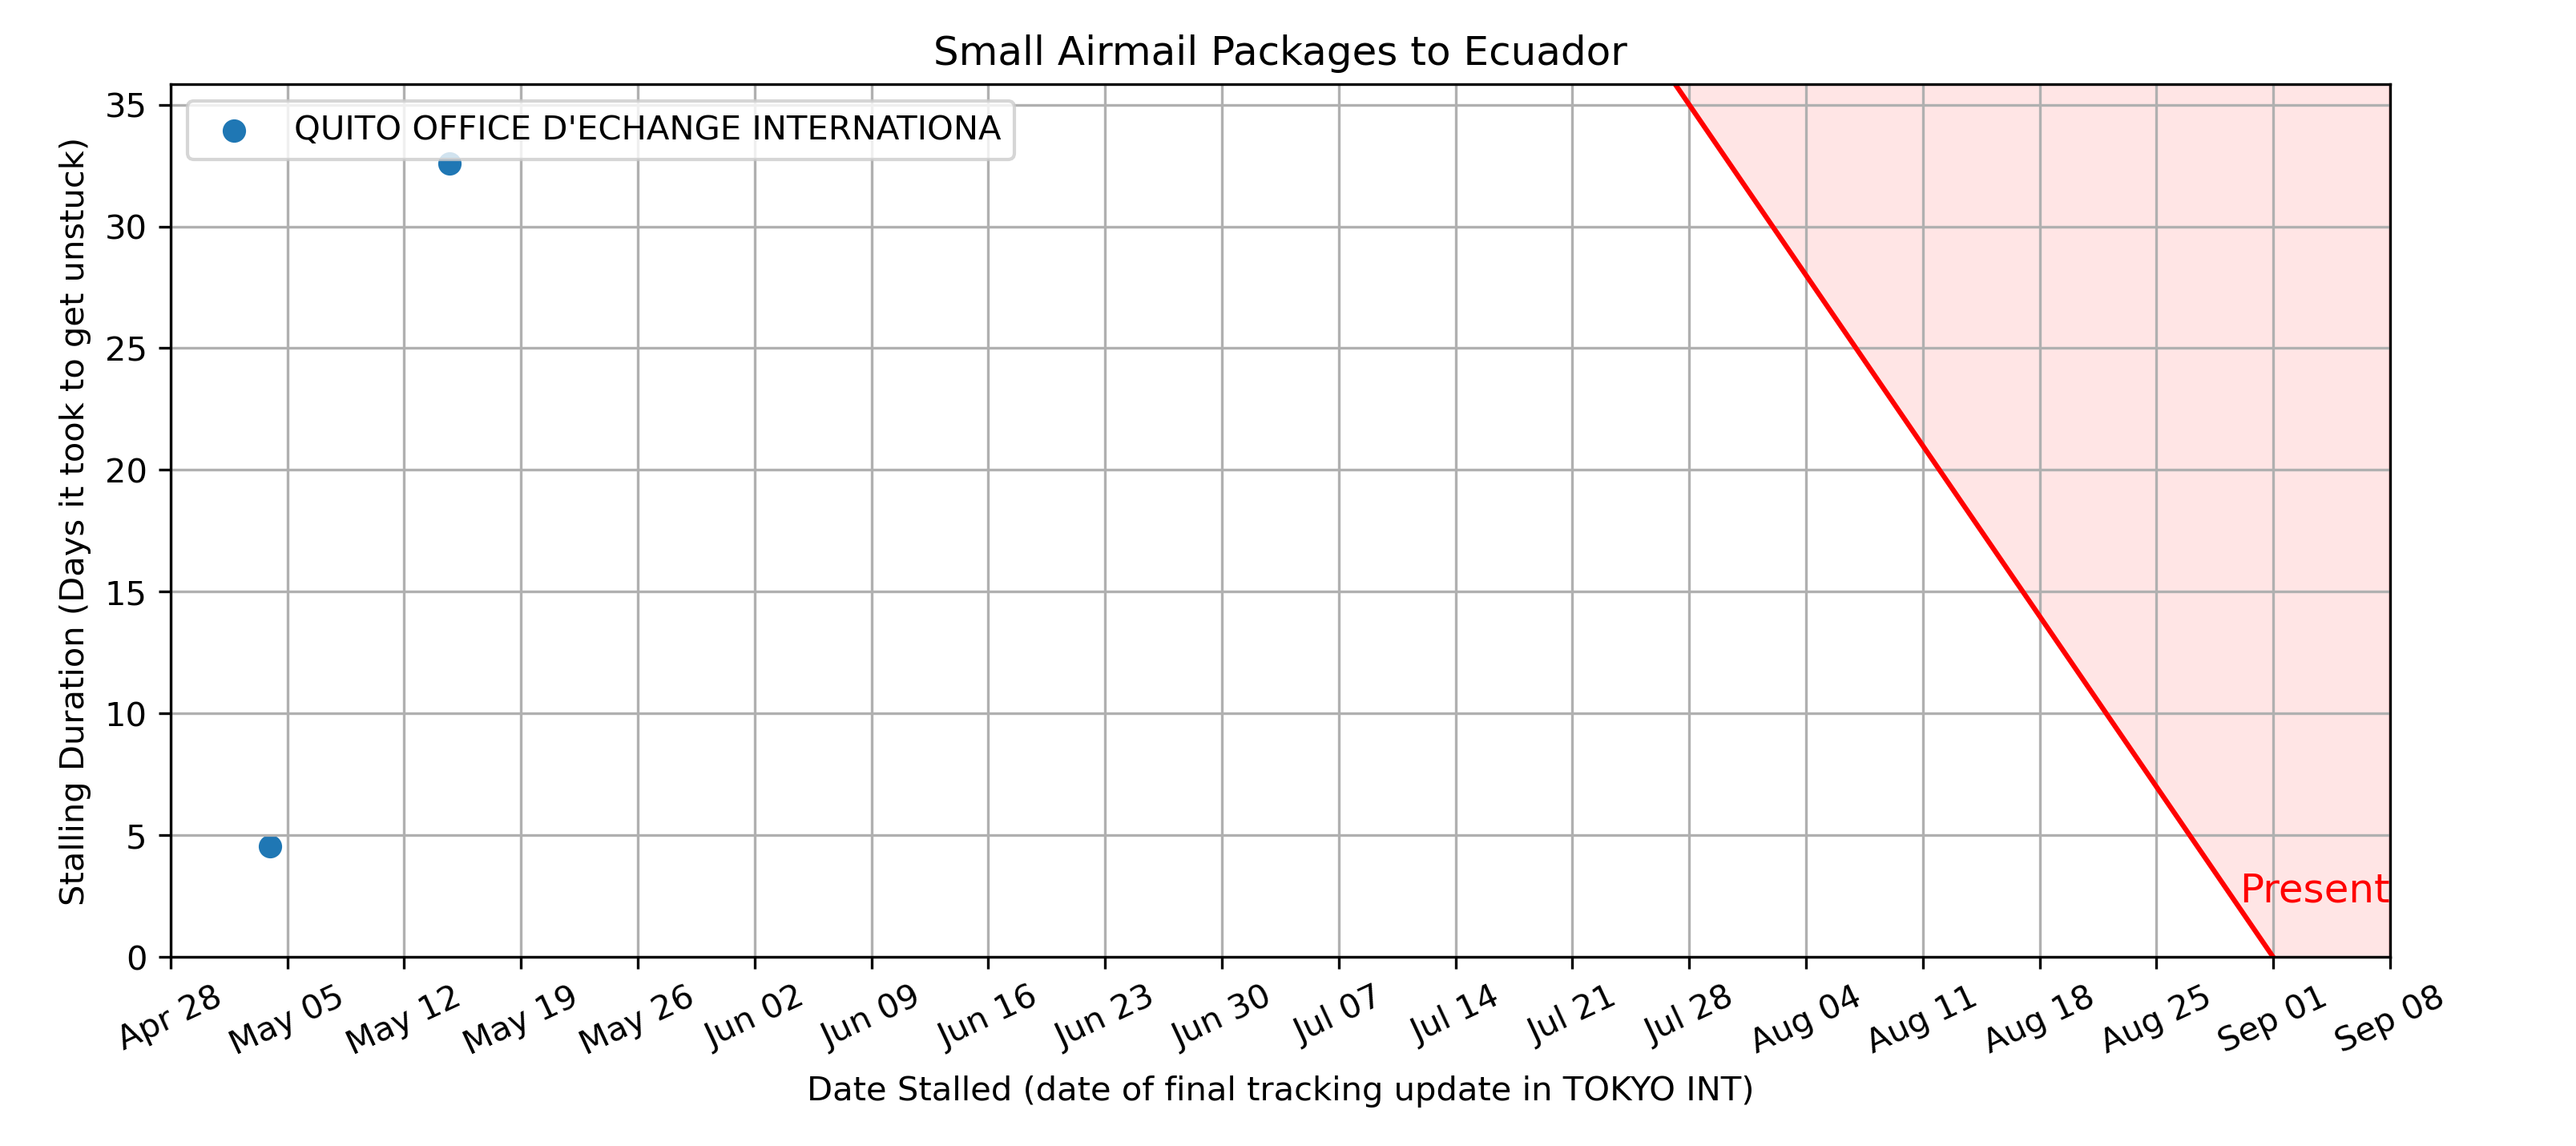 Small Airmail Packages to Ecuador
QUITO OFFICE D'ECHANGE INTERNATIONA
Stalling Duration (Days it took to get unstuck)
35
30
25
20
15
10
5
0
Present
Apr 28 May 05 May 12 May 19 May 26 Jun 02 Jun 09 Jun 16 Jun 23 Jun 30 Jul 07 Jul 14 Jul 21 Jul 28 Aug 04 Aug 11 Aug 18 Aug 25 Sep 01 Sep 08
Date Stalled (date of final tracking update in TOKYO INT)